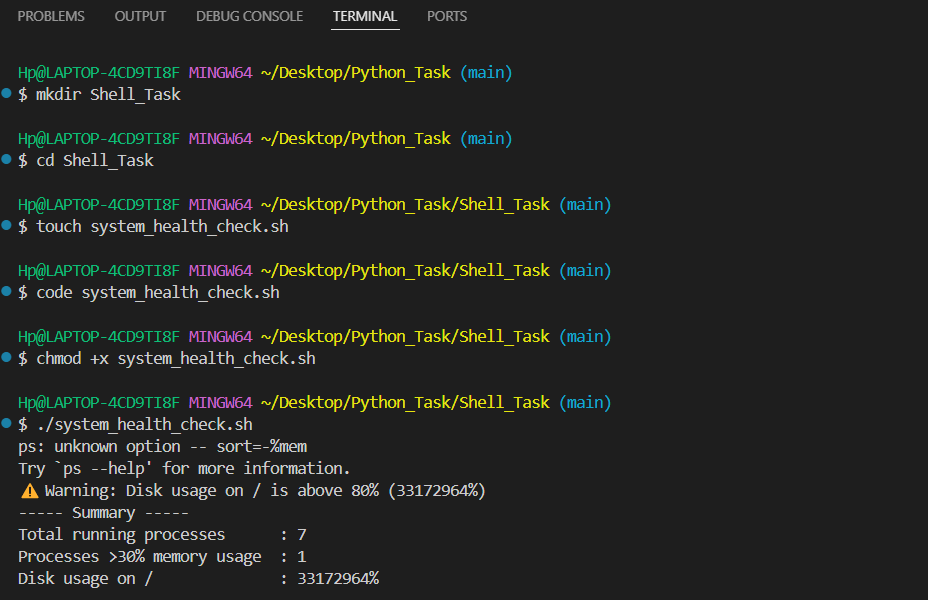 PROBLEMS OUTPUT DEBUG CONSOLE TERMINAL PORTS
Hp@LAPTOP-4CD9TI8F MINGW64 ~/Desktop/Python_Task (main)
$ mkdir Shell_Task
Hp@LAPTOP-4CD9TI8F MINGW64 ~/Desktop/Python_Task (main)
$ cd Shell_Task
Hp@LAPTOP-4CD9TI8F MINGW64 ~/Desktop/Python_Task/Shell_Task (main)
$ touch system_health_check.sh
Hp@LAPTOP-4CD9TI8F MINGW64 ~/Desktop/Python_Task/Shell_Task (main)
$ code system_health_check.sh
Hp@LAPTOP-4CD9TI8F MINGW64 ~/Desktop/Python_Task/Shell_Task (main)
$ chmod +x system_health_check.sh
Hp@LAPTOP-4CD9TI8F MINGW64 ~/Desktop/Python_Task/Shell_Task (main)
$ ./system_health_check.sh
ps: unknown option -- sort=-%mem
Try `ps --help' for more information.
⚠️ Warning: Disk usage on / is above 80% (33172964%)
----- Summary -----
Total running processes      : 7
Processes >30% memory usage  : 1
Disk usage on /              : 33172964%